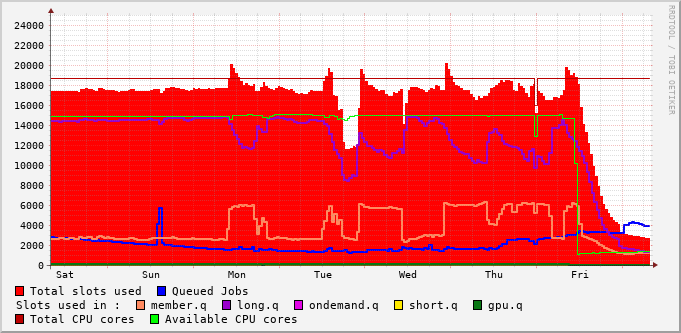 24000
22000
20000
18000
16000
14000
12000
10000
8000
6000
4000
2000
0
Sat Sun Mon Tue Wed Thu Fri
RRDTOOL / TOBI OETIKER
Total slots used Queued Jobs
Slots used in : member.q long.q ondemand.q short.q gpu.q
Total CPU cores Available CPU cores